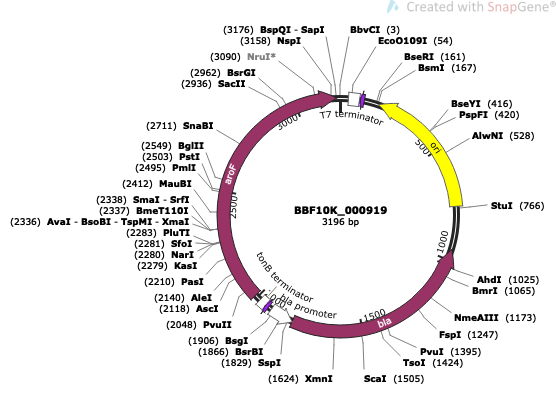 Created with SnapGene®
(3176) BspQI - SapI
(3158) NspI
(3090) NruI*
(2962) BsrGI
(2936) SacII
(2711) SnaBI
(2549) BglII
(2503) PstI
(2495) PmlI
(2412) MauBI
(2338) SmaI - SrfI
(2337) BmeT110I
(2336) AvaI - BsoBI - TspMI - XmaI
(2283) PluTI
(2281) SfoI
(2280) NarI
(2279) KasI
(2210) PasI
(2140) AleI
(2118) AscI
(2048) PvuII
(1906) BsgI
(1866) BsrBI
(1829) SspI
(1624) XmnI
BbvCI (3)
EcoO109I (54)
BseRI (161)
BsmI (167)
BseYI (416)
PspFI (420)
AlwNI (528)
StuI (766)
AhdI (1025)
BmrI (1065)
NmeAIII (1173)
FspI (1247)
PvuI (1395)
TsoI (1424)
ScaI (1505)
T7 terminator
ori
500
1000
bla
1500
bla promoter
tonB terminator
aroF
2500
3000
BBF10K_000919
3196 bp